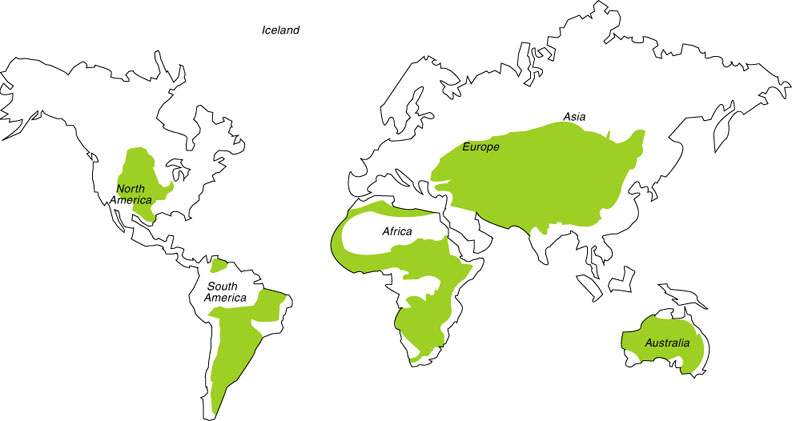 Iceland
Asia
Europe
North
America
Africa
South
America
Australia